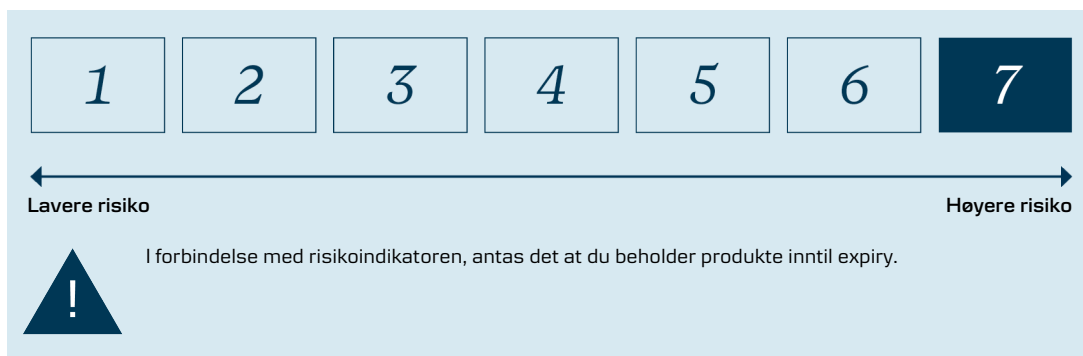 1 2 3 4 5 6 7
Lavere risiko Høyere risiko
I forbindelse med risikoindikatoren, antas det at du beholder produkte inntil expiry.
!